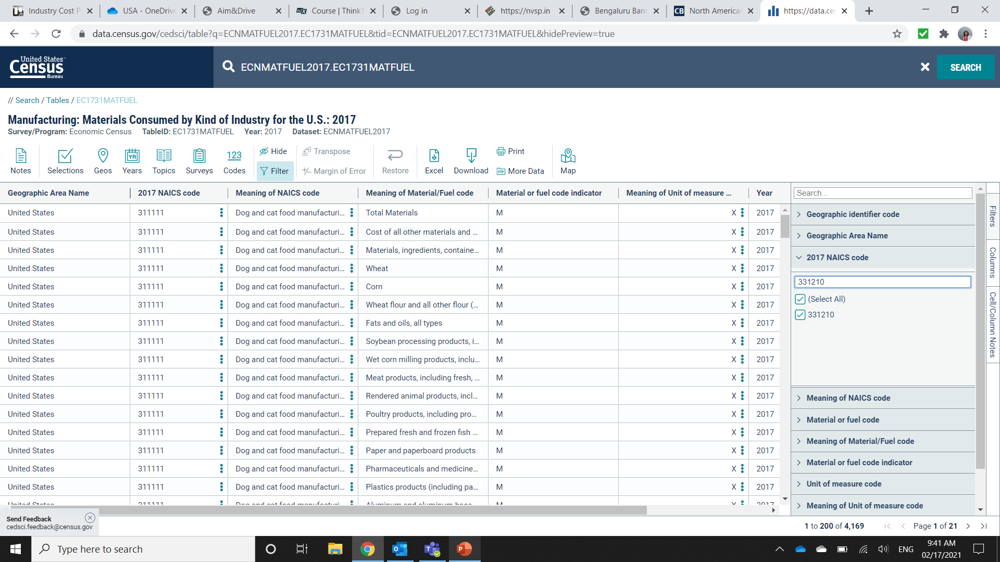 Industry Cost P
USA - OneDrive
Aim&Drive
edX Course | Think1
Log in
https://nvsp.in
Bengaluru Bann
CB North American
https://data.cen
data.census.gov/cedsci/table?q=ECNMATFUEL2017.EC1731MATFUEL&tid=ECNMATFUEL2017.EC1731MATFUEL&hidePreview=true
United States
Census
Bureau
ECNMATFUEL2017.EC1731MATFUEL
SEARCH
// Search / Tables / EC1731MATFUEL
Manufacturing: Materials Consumed by Kind of Industry for the U.S.: 2017
Survey/Program: Economic Census TableID: EC1731MATFUEL Year: 2017 Dataset: ECNMATFUEL2017
Notes
Selections
Geos
YR
Years
Topics
Surveys
123
Codes
Hide
Filter
Transpose
Margin of Error
Restore
Excel
Download
Print
FTP More Data
Map
Geographic Area Name 2017 NAICS code Meaning of NAICS code Meaning of Material/Fuel code Material or fuel code indicator Meaning of Unit of measure ... Year
United States 311111 Dog and cat food manufacturi... Total Materials M X 2017
United States 311111 Dog and cat food manufacturi... Cost of all other materials and ... M X 2017
United States 311111 Dog and cat food manufacturi... Materials, ingredients, containe... M X 2017
United States 311111 Dog and cat food manufacturi... Wheat M X 2017
United States 311111 Dog and cat food manufacturi... Corn M X 2017
United States 311111 Dog and cat food manufacturi... Wheat flour and all other flour (... M X 2017
United States 311111 Dog and cat food manufacturi... Fats and oils, all types M X 2017
United States 311111 Dog and cat food manufacturi... Soybean processing products, i... M X 2017
United States 311111 Dog and cat food manufacturi... Wet corn milling products, inclu... M X 2017
United States 311111 Dog and cat food manufacturi... Meat products, including fresh, ... M X 2017
United States 311111 Dog and cat food manufacturi... Rendered animal products, incl... M X 2017
United States 311111 Dog and cat food manufacturi... Poultry products, including pro... M X 2017
United States 311111 Dog and cat food manufacturi... Prepared fresh and frozen fish ... M X 2017
United States 311111 Dog and cat food manufacturi... Paper and paperboard products M X 2017
United States 311111 Dog and cat food manufacturi... Pharmaceuticals and medicine... M X 2017
United States 311111 Dog and cat food manufacturi... Plastics products (including pa... M X 2017
United States 311111 Dog and cat food manufacturi... Aluminum and aluminum-base... M X 2017
Search...
Geographic identifier code
Geographic Area Name
2017 NAICS code
331210
(Select All)
331210
Meaning of NAICS code
Material or fuel code
Meaning of Material/Fuel code
Material or fuel code indicator
Unit of measure code
Meaning of Unit of measure code
Filters
Columns
Cell/Column Notes
Send Feedback
cedsci.feedback@census.gov
1 to 200 of 4,169 Page 1 of 21
Type here to search
ENG
9:41 AM
02/17/2021